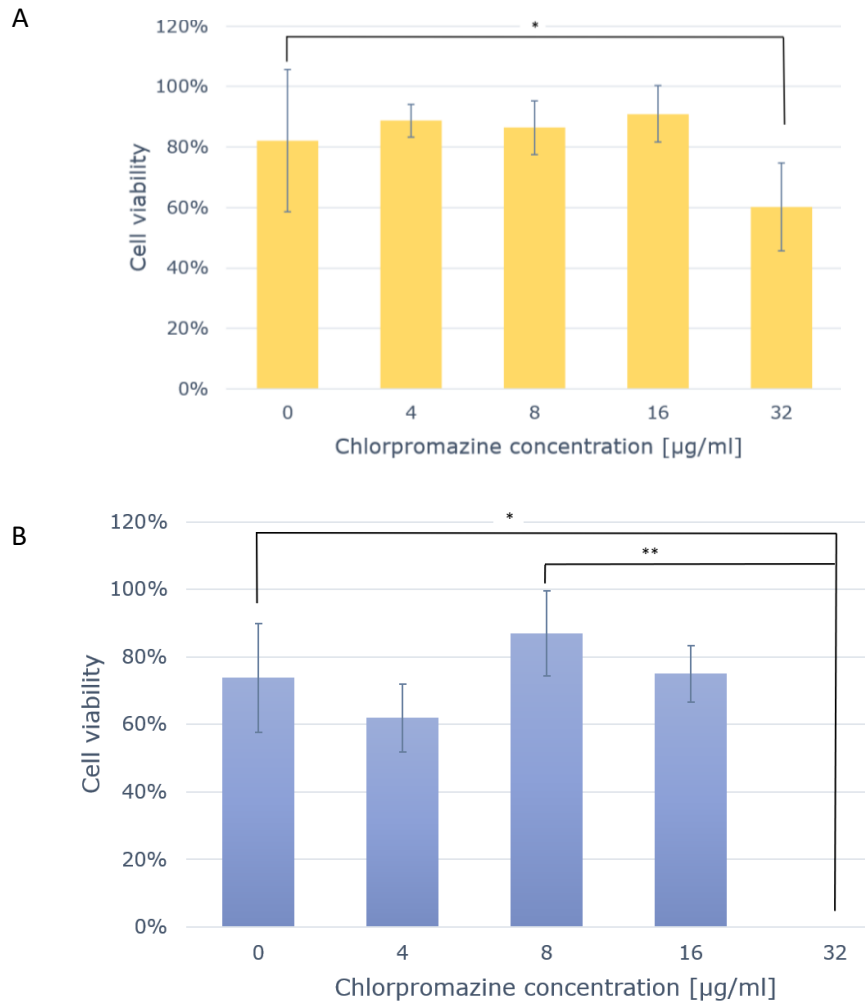 A
120%
*
100%
80%
60%
40%
20%
0%
Cell viability
0 4 8 16 32
Chlorpromazine concentration [µg/ml]
B
120%
*
**
100%
80%
60%
40%
20%
0%
Cell viability
0 4 8 16 32
Chlorpromazine concentration [µg/ml]